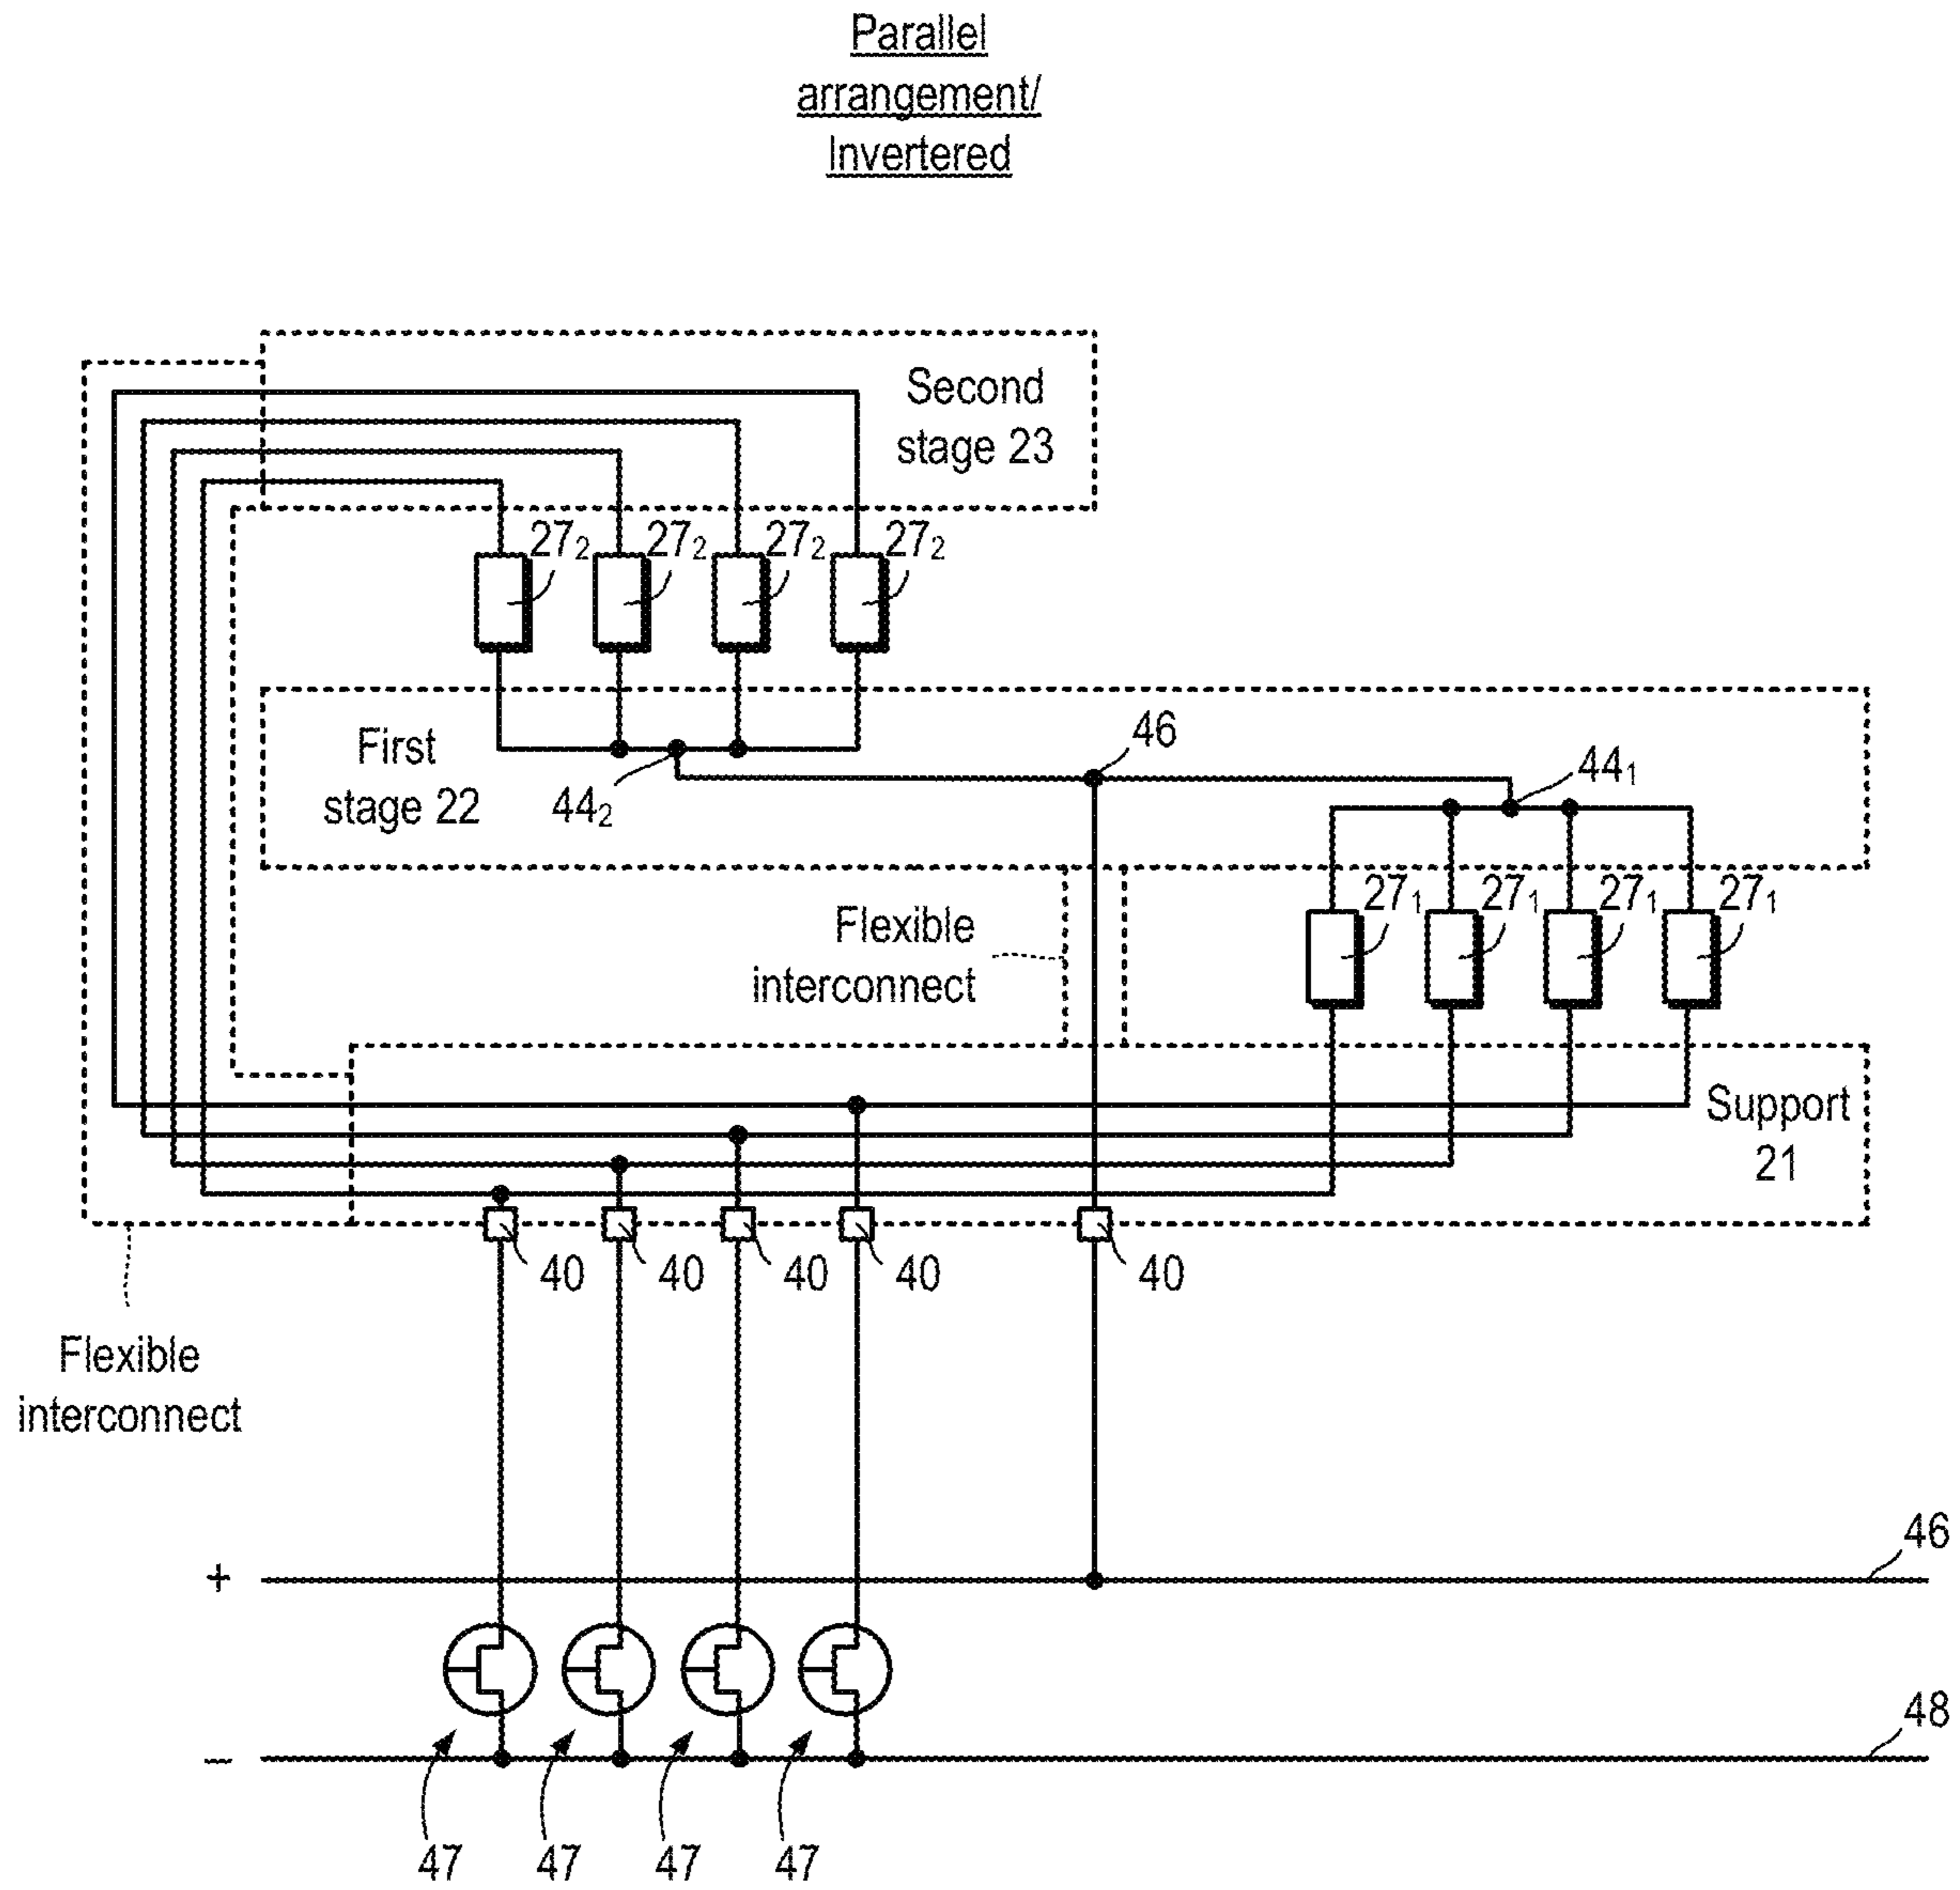 Parallel
arrangement/
Invertered
Second
stage 23
27₂ 27₂ 27₂ 27₂
First
stage 22
44₂
46
44₁
27₁ 27₁ 27₁ 27₁
Flexible
interconnect
Support
21
40 40 40 40 40
Flexible
interconnect
+
46
−
48
47 47 47 47